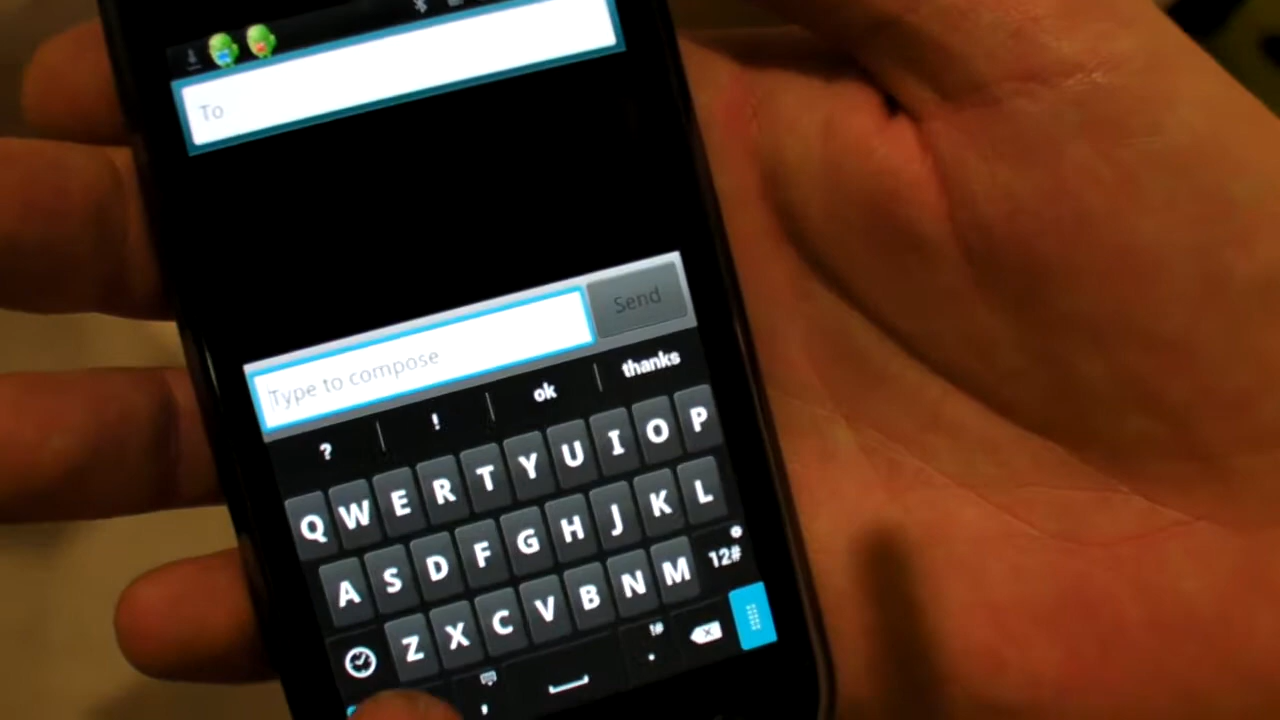 To
Type to compose Send
? ! ok thanks
Q W E R T Y U I O P
A S D F G H J K L
Z X C V B N M 12#
, !# .